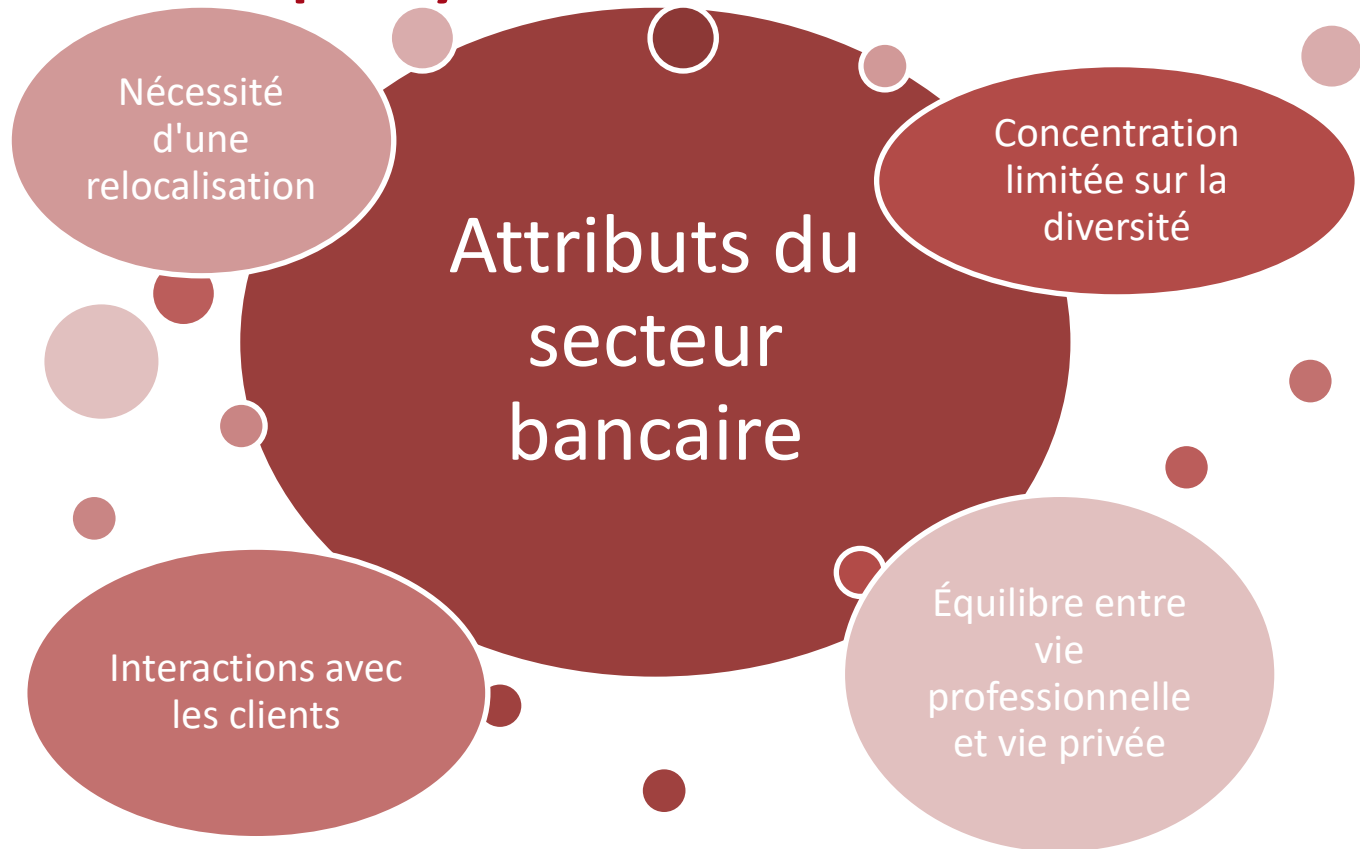 Nécessité
d'une
relocalisation
Concentration
limitée sur la
diversité
Attributs du
secteur
bancaire
Interactions avec
les clients
Équilibre entre
vie
professionnelle
et vie privée